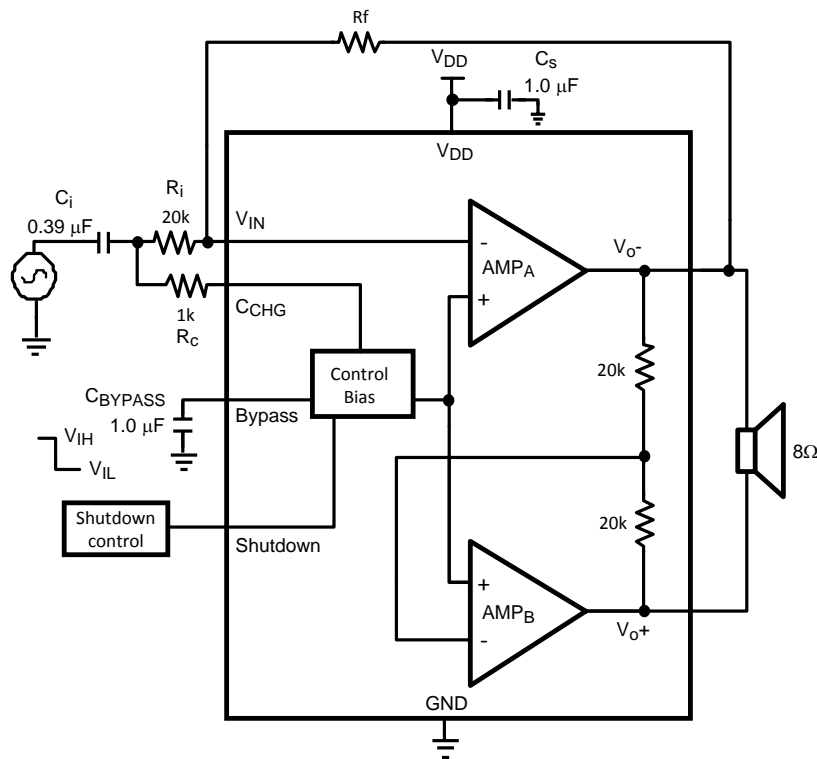 Rf
VDD
Cs
1.0 µF
VDD
Ci
0.39 µF
Ri
20k
VIN
-
AMPA
+
Vo-
1k
Rc
CCHG
Control
Bias
20k
CBYPASS
1.0 µF
Bypass
VIH
VIL
8Ω
Shutdown
control
Shutdown
20k
+
AMPB
-
Vo+
GND